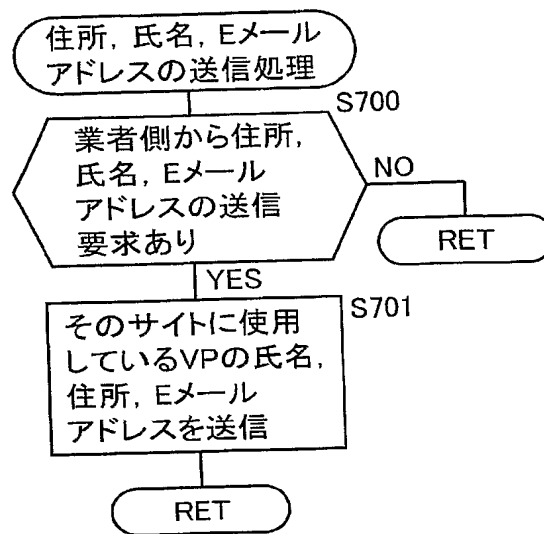 住所, 氏名, Eメール
アドレスの送信処理
S700
業者側から住所,
氏名, Eメール
アドレスの送信
要求あり
NO
RET
YES
S701
そのサイトに使用
しているVPの氏名,
住所, Eメール
アドレスを送信
RET